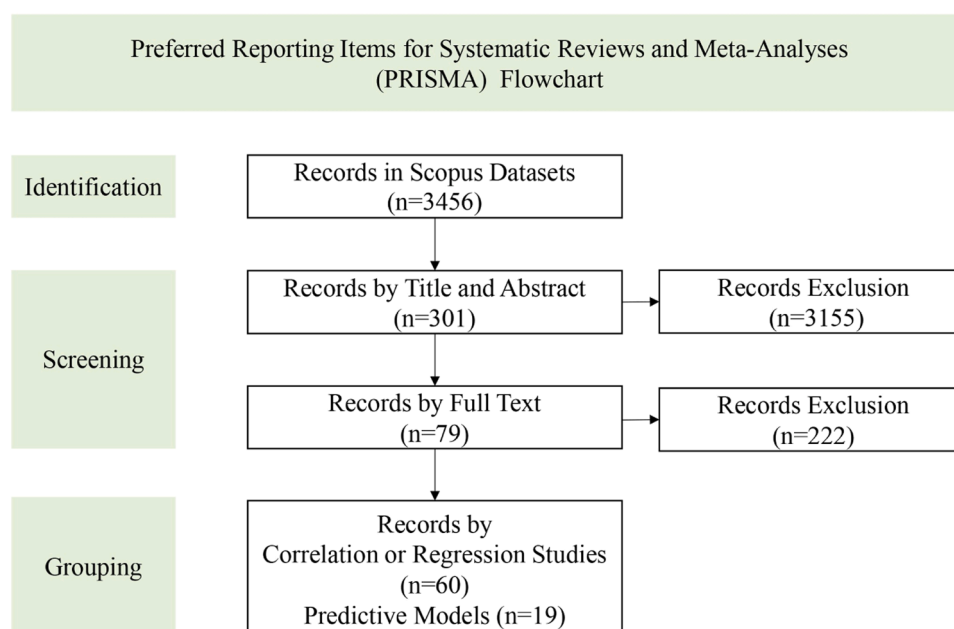 Preferred Reporting Items for Systematic Reviews and Meta-Analyses
(PRISMA) Flowchart
Identification
Records in Scopus Datasets
(n=3456)
Screening
Records by Title and Abstract
(n=301)
Records Exclusion
(n=3155)
Records by Full Text
(n=79)
Records Exclusion
(n=222)
Grouping
Records by
Correlation or Regression Studies
(n=60)
Predictive Models (n=19)